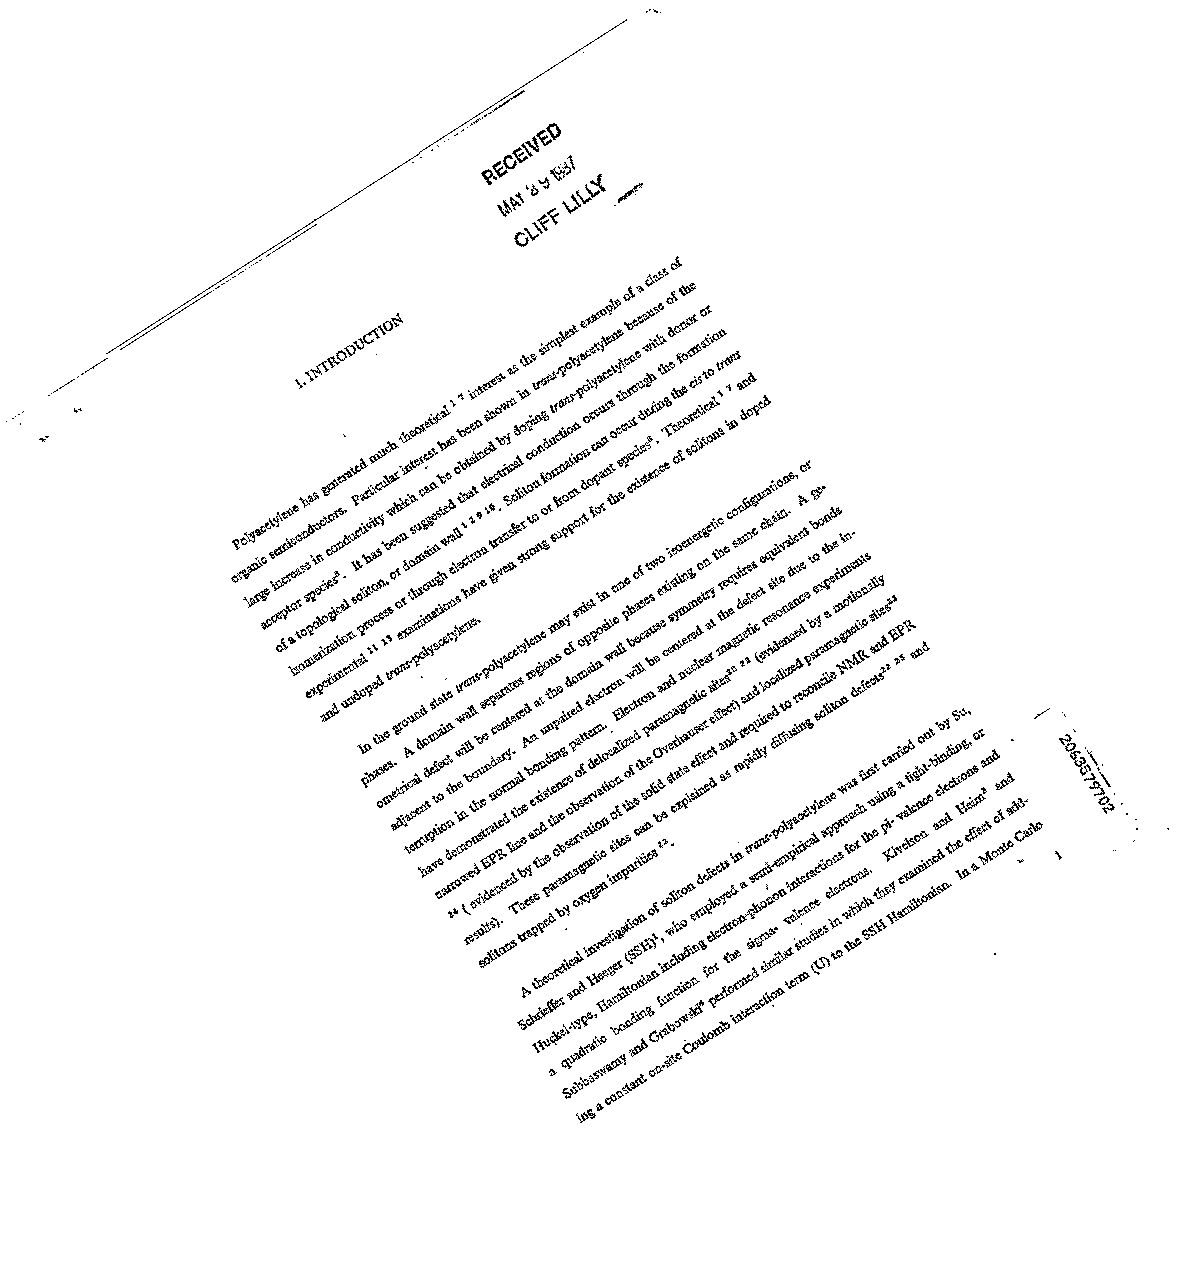 RECEIVED
MAY 2 9 1987
CLIFF LILLY
1. INTRODUCTION
Polyacetylene has generated much theoretical 1 7 interest as the simplest example of a class of
organic semiconductors. Particular interest has been shown in trans-polyacetylene because of the
large increase in conductivity which can be obtained by doping trans-polyacetylene with donor or
acceptor species8. It has been suggested that electrical conduction occurs through the formation
of a topological soliton, or domain wall 1 2 9 10. Soliton formation can occur during the cis to trans
isomerization process or through electron transfer to or from dopant species8. Theoretical 1 7 and
experimental 11 19 examinations have given strong support for the existence of solitons in doped
and undoped trans-polyacetylene.
In the ground state trans-polyacetylene may exist in one of two isoenergetic configurations, or
phases. A domain wall separates regions of opposite phases existing on the same chain. A ge-
ometrical defect will be centered at the domain wall because symmetry requires equivalent bonds
adjacent to the boundary. An unpaired electron will be centered at the defect site due to the in-
terruption in the normal bonding pattern. Electron and nuclear magnetic resonance experiments
have demonstrated the existence of delocalized paramagnetic sites (evidenced by a motionally
narrowed EPR line and the observation of the Overhauser effect) and localized paramagnetic sites23
24 ( evidenced by the observation of the solid state effect and required to reconcile NMR and EPR
results). These paramagnetic sites can be explained as rapidly diffusing soliton defects22 25 and
solitons trapped by oxygen impurities 22.
A theoretical investigation of soliton defects in trans-polyacetylene was first carried out by Su,
Schrieffer and Heeger (SSH)1, who employed a semi-empirical approach using a tight-binding, or
Huckel-type, Hamiltonian including electron-phonon interactions for the pi- valence electrons and
a quadratic bonding function for the sigma- valence electrons. Kivelson and Heim and
Subbaswamy and Grabowski performed similar studies in which they examined the effect of add-
ing a constant on-site Coulomb interaction term (U) to the SSH Hamiltonian. In a Monte Carlo
1
2063579702